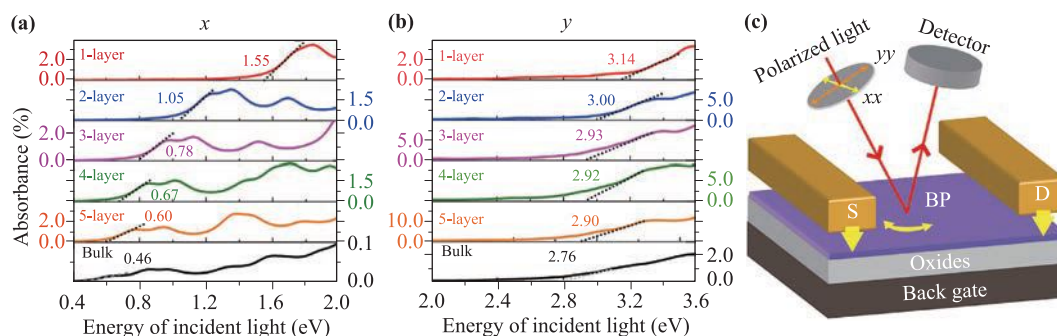 (a)
x
Absorbance (%)
1-layer
1.55
2.0
0.0
2-layer
1.05
1.5
0.0
3-layer
0.78
2.0
0.0
4-layer
0.67
1.5
0.0
5-layer
0.60
2.0
0.0
Bulk
0.46
0.1
0.0
0.4 0.8 1.2 1.6 2.0
Energy of incident light (eV)
(b)
y
1-layer
3.14
2-layer
3.00
5.0
0.0
3-layer
2.93
5.0
0.0
4-layer
2.92
5.0
0.0
5-layer
2.90
10.0
0.0
Bulk
2.76
2.0
0.0
2.0 2.4 2.8 3.2 3.6
Energy of incident light (eV)
(c)
Polarized light
yy
xx
Detector
S
BP
D
Oxides
Back gate